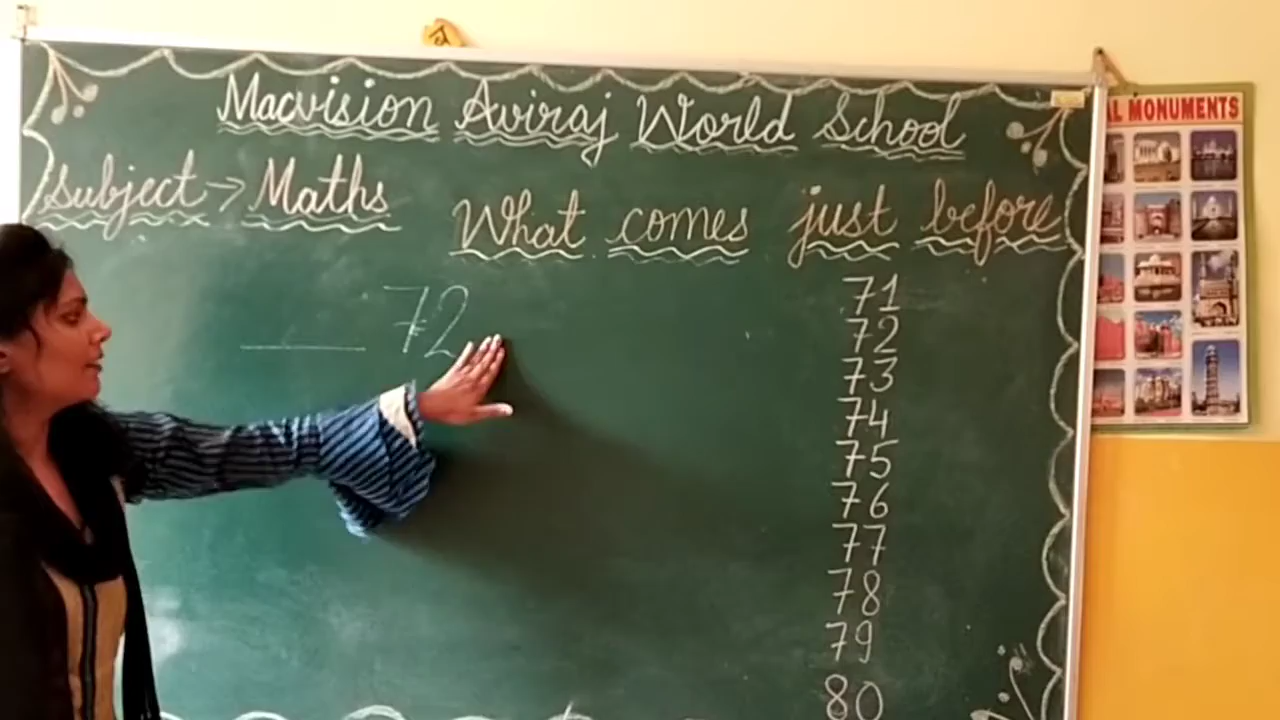 Macvision Aviraj World School
Subject → Maths
What comes just before
___ 72
71
72
73
74
75
76
77
78
79
80
AL MONUMENTS